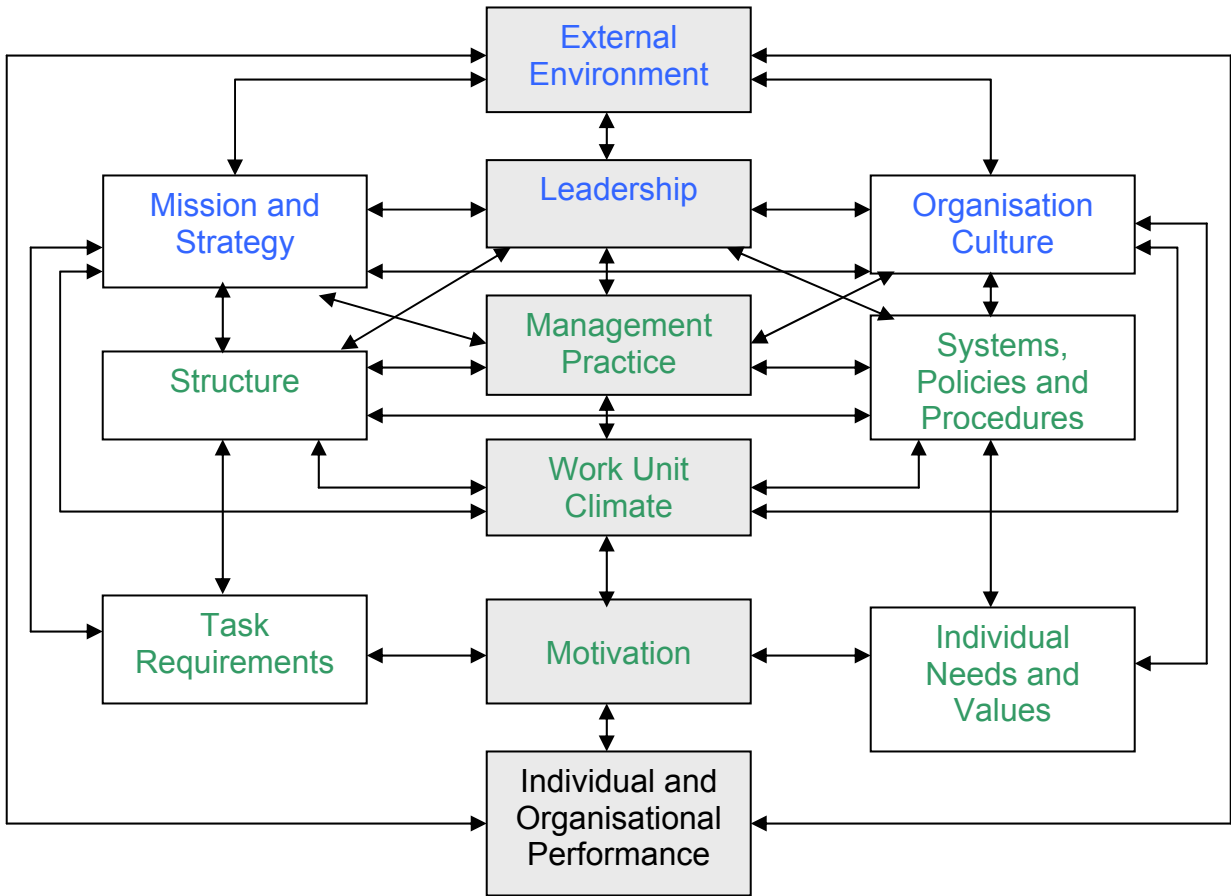 External
Environment
Mission and
Strategy
Leadership
Organisation
Culture
Structure
Management
Practice
Systems,
Policies and
Procedures
Work Unit
Climate
Task
Requirements
Motivation
Individual
Needs and
Values
Individual and
Organisational
Performance